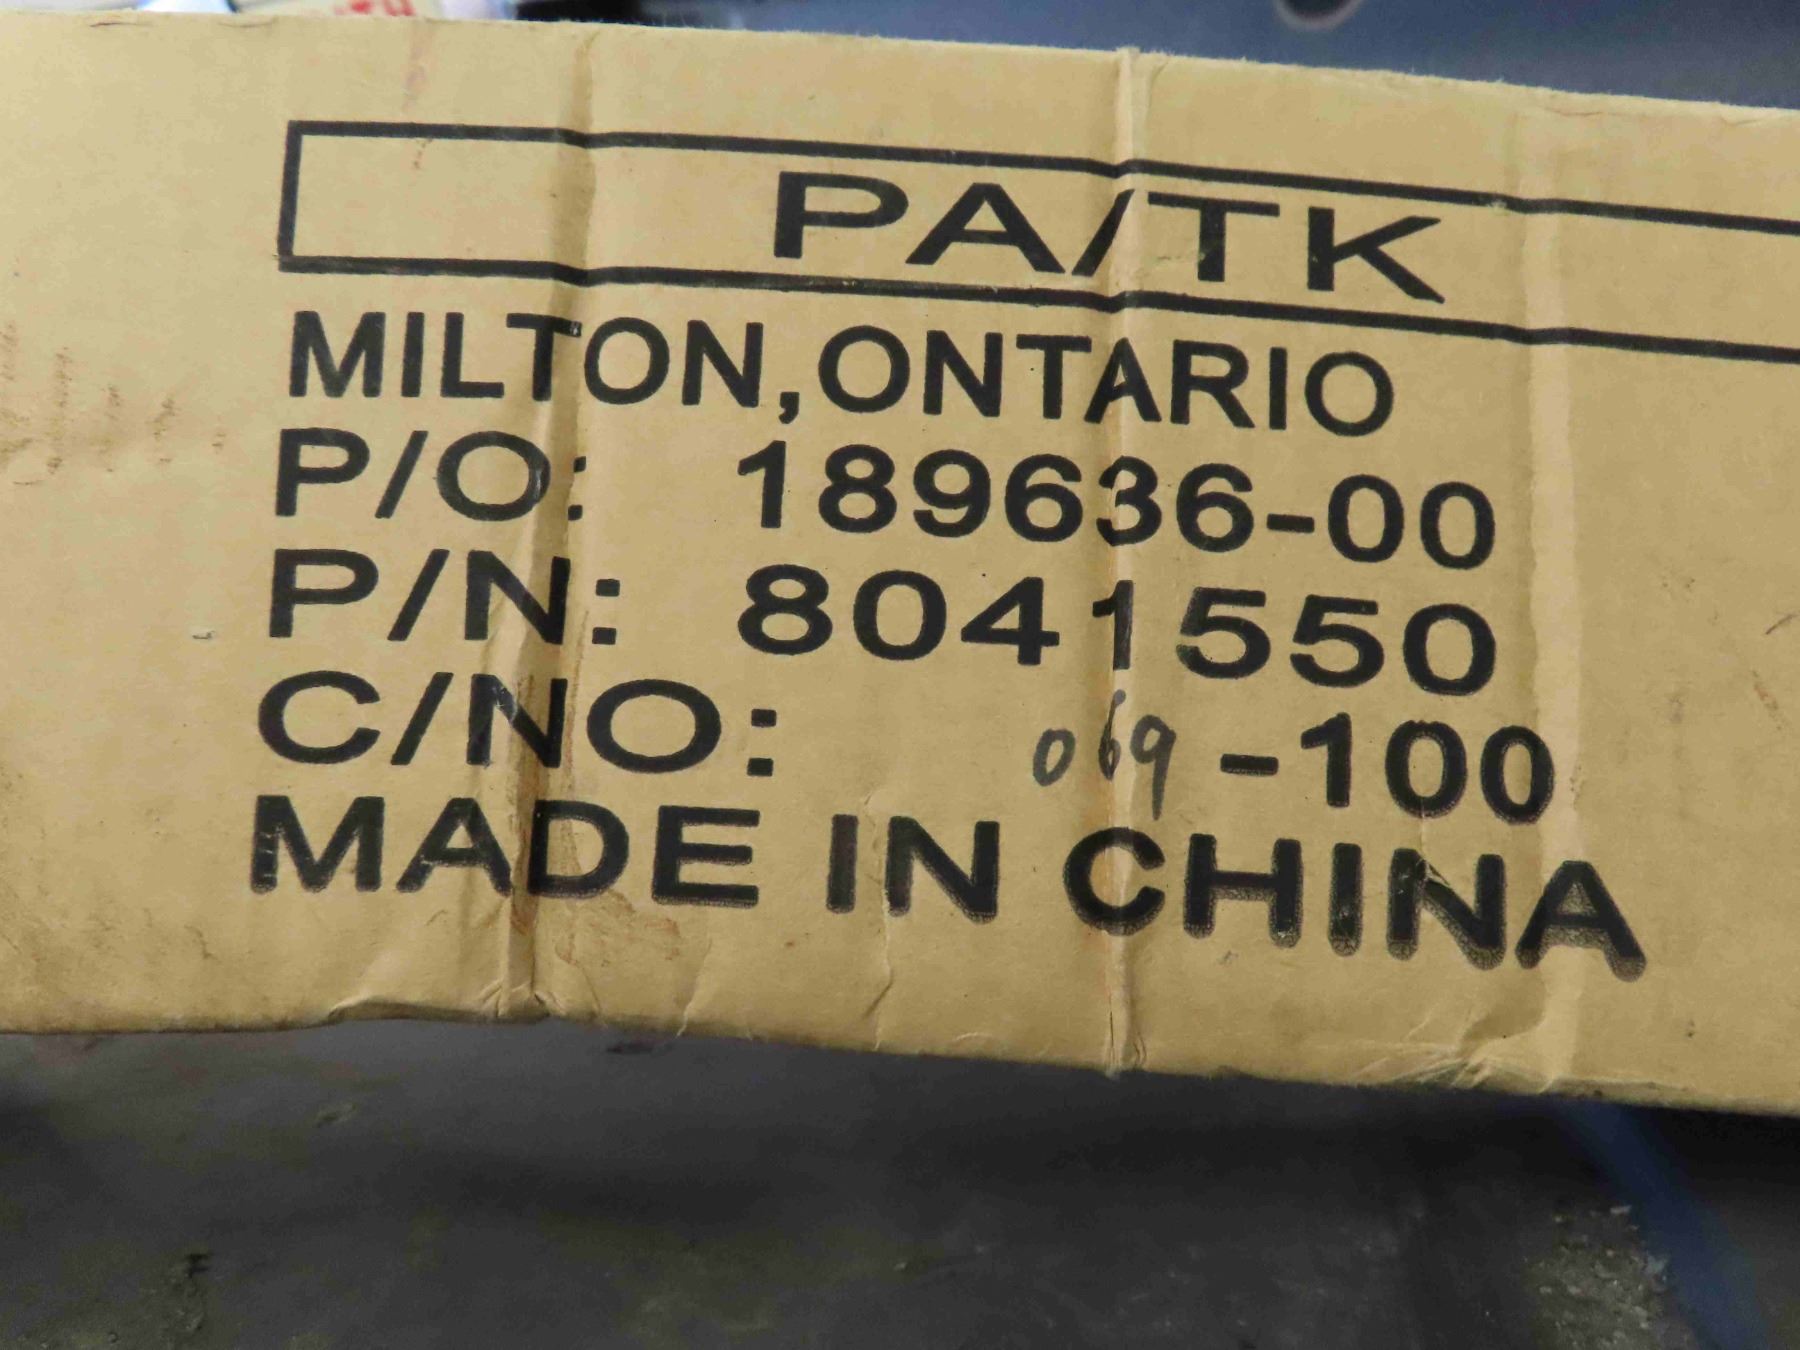 PA/TK
MILTON,ONTARIO
P/O: 189636-00
P/N: 8041550
C/NO: 069 -100
MADE IN CHINA